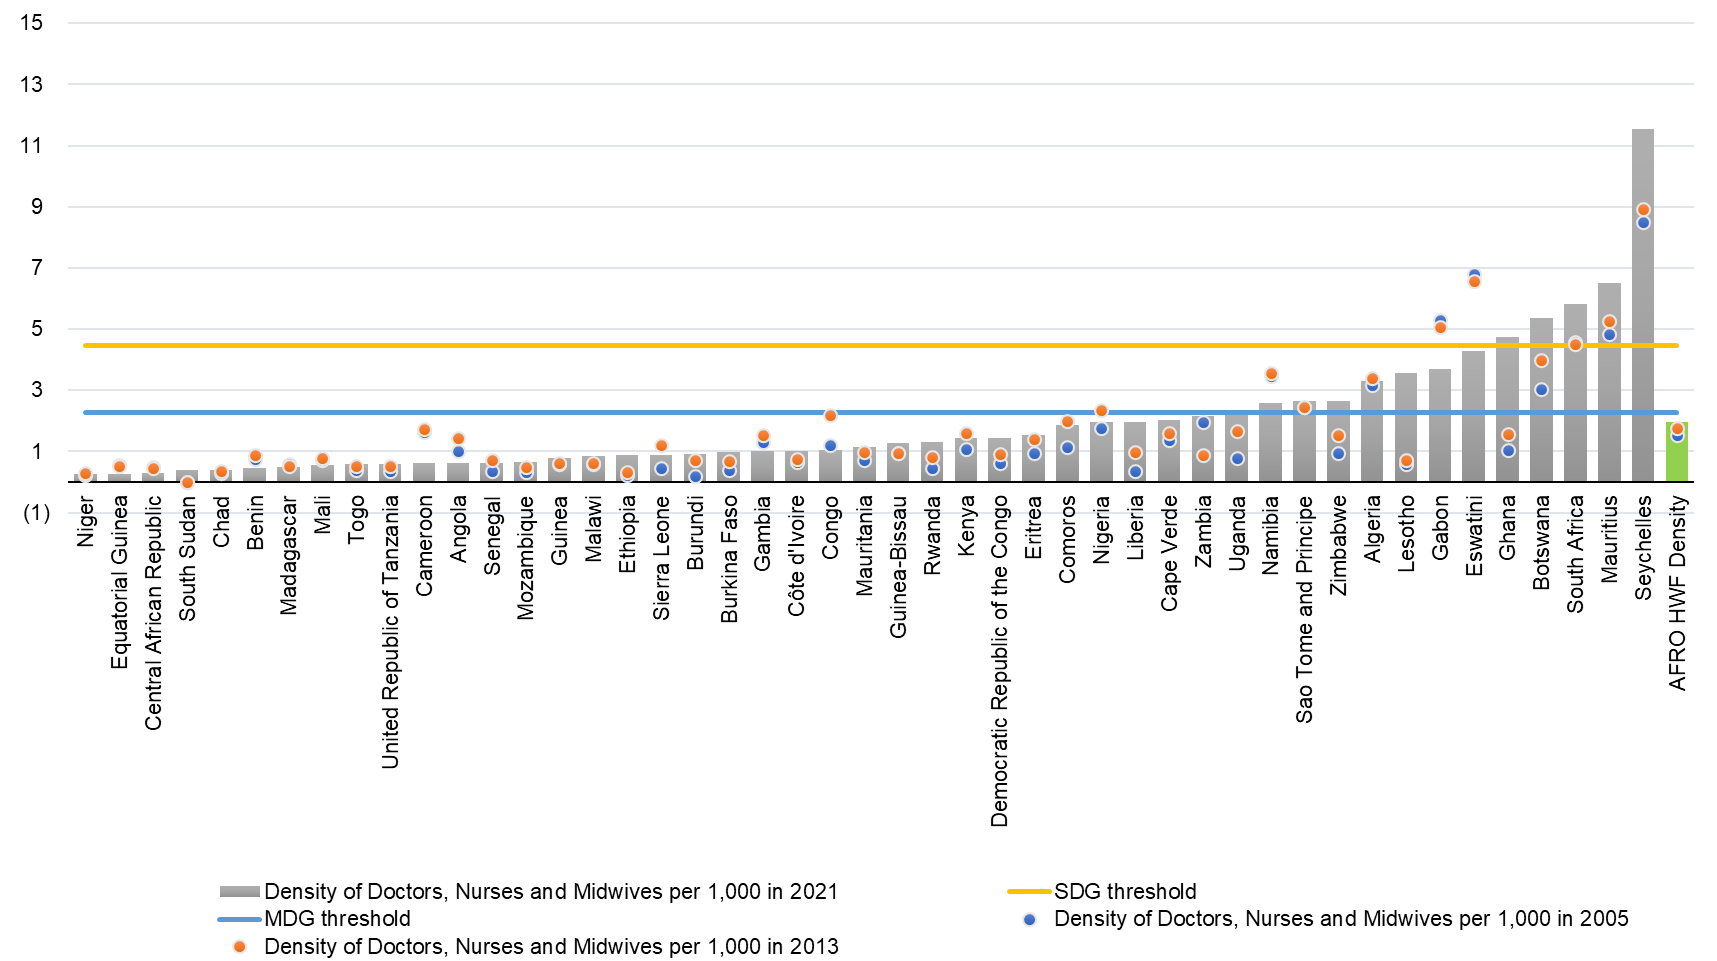 15
13
11
9
7
5
3
1
(1)
Niger
Equatorial Guinea
Central African Republic
South Sudan
Chad
Benin
Madagascar
Mali
Togo
United Republic of Tanzania
Cameroon
Angola
Senegal
Mozambique
Guinea
Malawi
Ethiopia
Sierra Leone
Burundi
Burkina Faso
Gambia
Côte d'Ivoire
Congo
Mauritania
Guinea-Bissau
Rwanda
Kenya
Democratic Republic of the Congo
Eritrea
Comoros
Nigeria
Liberia
Cape Verde
Zambia
Uganda
Namibia
Sao Tome and Principe
Zimbabwe
Algeria
Lesotho
Gabon
Eswatini
Ghana
Botswana
South Africa
Mauritius
Seychelles
AFRO HWF Density
Density of Doctors, Nurses and Midwives per 1,000 in 2021
SDG threshold
MDG threshold
Density of Doctors, Nurses and Midwives per 1,000 in 2005
Density of Doctors, Nurses and Midwives per 1,000 in 2013